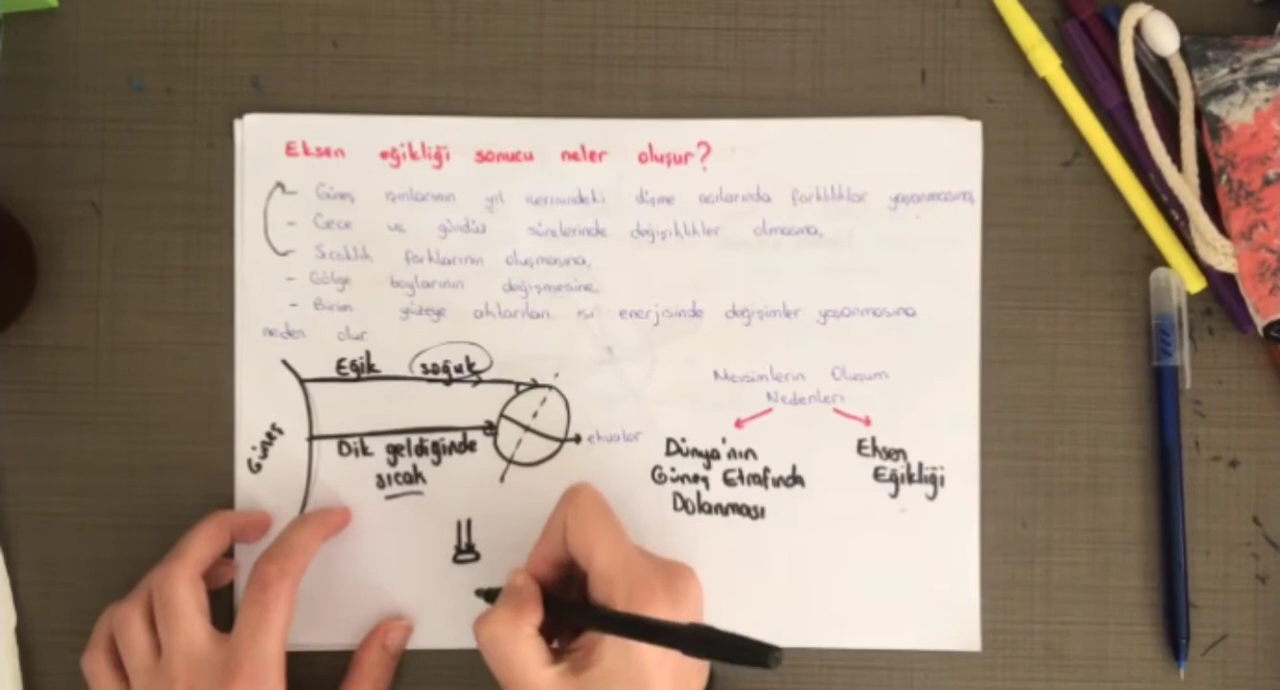 Eksen eğikliği sonucu neler oluşur?
- Güneş ışınlarının yıl içerisindeki düşme açılarında farklılıklar yaşanmasına,
- Gece ve gündüz sürelerinde değişiklikler olmasına,
- Sıcaklık farklarının oluşmasına,
- Gölge boylarının değişmesine,
- Birim yüzeye aktarılan ısı enerjisinde değişimler yaşanmasına
neden olur.
Eğik soğuk
Güneş
Dik geldiğinde
sıcak
ekvator
Mevsimlerin Oluşum
Nedenleri
Dünya'nın
Güneş Etrafında
Dolanması
Eksen
Eğikliği